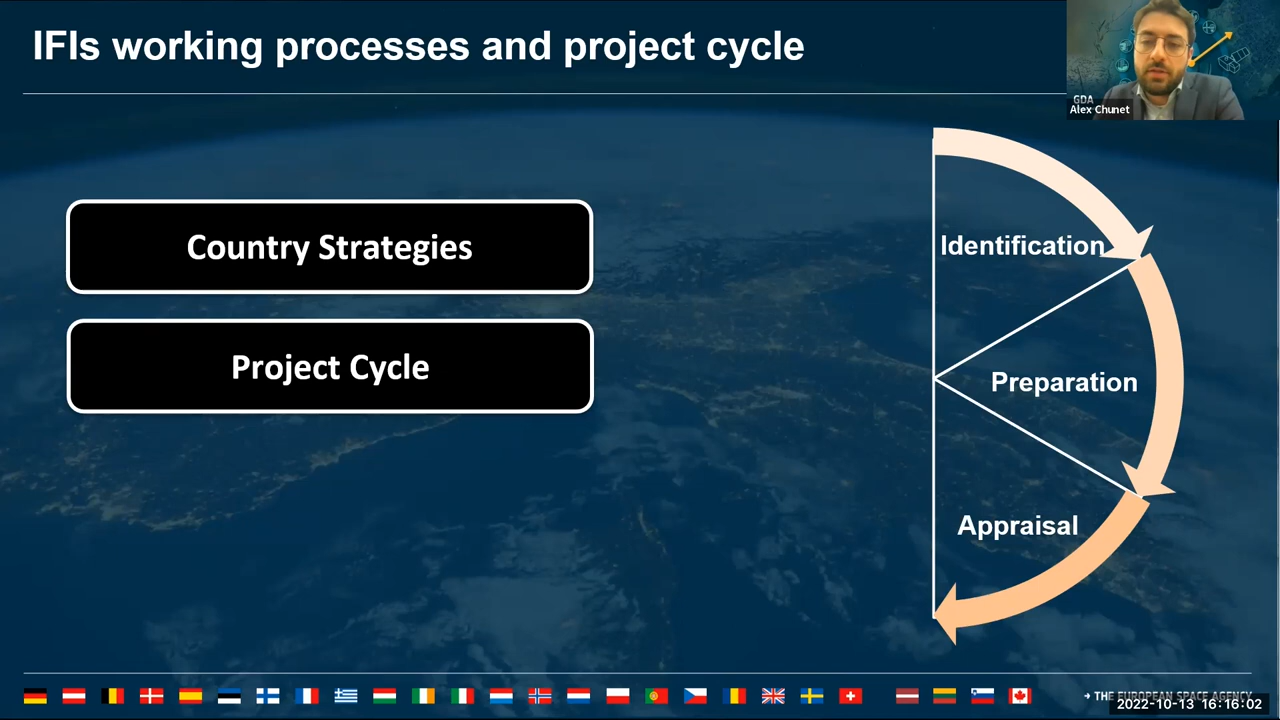 IFIs working processes and project cycle
GDA
Alex Chunet
Country Strategies
Project Cycle
Identification
Preparation
Appraisal
→ THE EUROPEAN SPACE AGENCY
2022-10-13 16:16:02